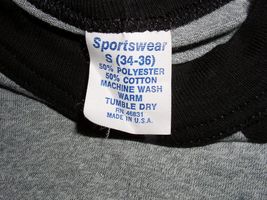 Sportswear
S (34-36)
50% POLYESTER
50% COTTON
MACHINE WASH
WARM
TUMBLE DRY
RN 46831
MADE IN U.S.A.